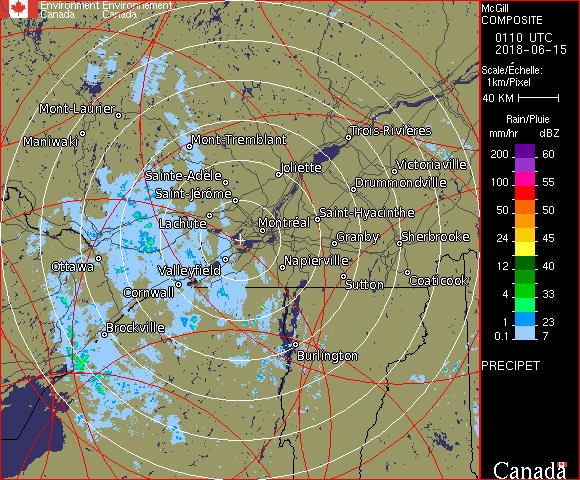 Environment Environnement
Canada Canada
McGill
COMPOSITE
0110 UTC
2018-06-15
Scale/Échelle:
1km/Pixel
40 KM
Rain/Pluie
mm/hr dBZ
200 60
100 55
75 53
50 50
24 45
12 40
4 33
1 23
0.1 7
PRECIPET
Canada
Mont-Laurier
Maniwaki
Mont-Tremblant
Trois-Rivières
Sainte-Adèle
Joliette
Victoriaville
Saint-Jérôme
Drummondville
Lachute
Montréal
Saint-Hyacinthe
Granby
Sherbrooke
Ottawa
Valleyfield
Napierville
Cornwall
Sutton
Coaticook
Brockville
Burlington